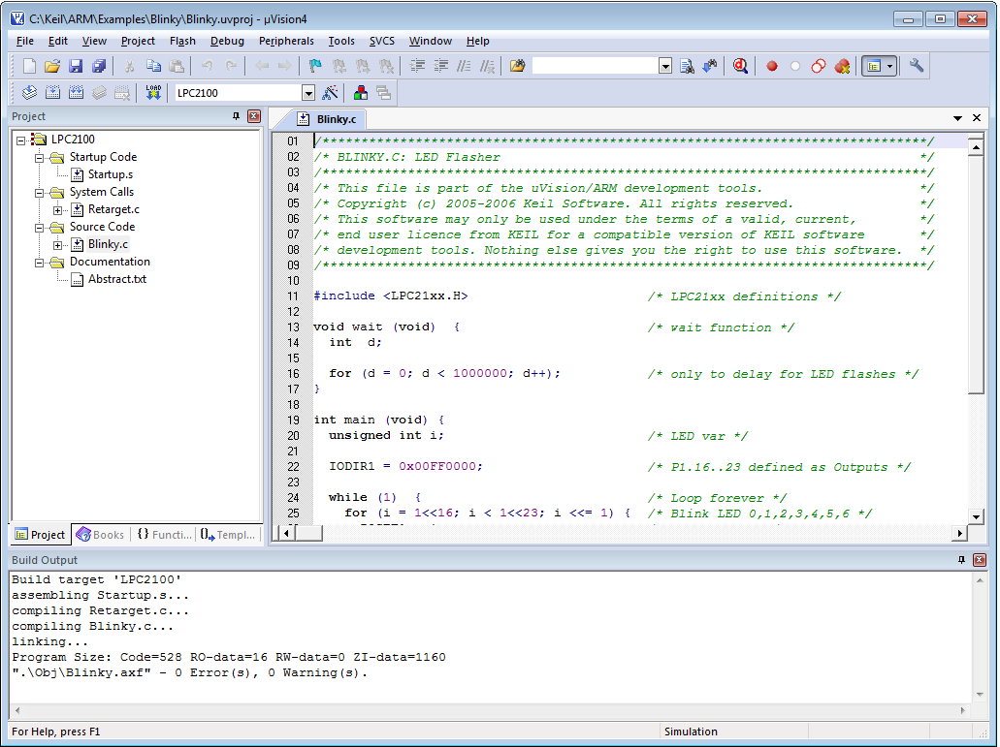 C:\Keil\ARM\Examples\Blinky\Blinky.uvproj - µVision4
File Edit View Project Flash Debug Peripherals Tools SVCS Window Help
LOAD LPC2100
Project
LPC2100
Startup Code
Startup.s
System Calls
Retarget.c
Source Code
Blinky.c
Documentation
Abstract.txt
Project Books {} Functi... Templ...
Blinky.c
01 /*****************************************************************************/
02 /* BLINKY.C: LED Flasher */
03 /*****************************************************************************/
04 /* This file is part of the uVision/ARM development tools. */
05 /* Copyright (c) 2005-2006 Keil Software. All rights reserved. */
06 /* This software may only be used under the terms of a valid, current, */
07 /* end user licence from KEIL for a compatible version of KEIL software */
08 /* development tools. Nothing else gives you the right to use this software. */
09 /*****************************************************************************/
10
11 #include <LPC21xx.H> /* LPC21xx definitions */
12
13 void wait (void) { /* wait function */
14 int d;
15
16 for (d = 0; d < 1000000; d++); /* only to delay for LED flashes */
17 }
18
19 int main (void) {
20 unsigned int i; /* LED var */
21
22 IODIR1 = 0x00FF0000; /* P1.16..23 defined as Outputs */
23
24 while (1) { /* Loop forever */
25 for (i = 1<<16; i < 1<<23; i <<= 1) { /* Blink LED 0,1,2,3,4,5,6 */
Build Output
Build target 'LPC2100'
assembling Startup.s...
compiling Retarget.c...
compiling Blinky.c...
linking...
Program Size: Code=528 RO-data=16 RW-data=0 ZI-data=1160
".\Obj\Blinky.axf" - 0 Error(s), 0 Warning(s).
For Help, press F1 Simulation